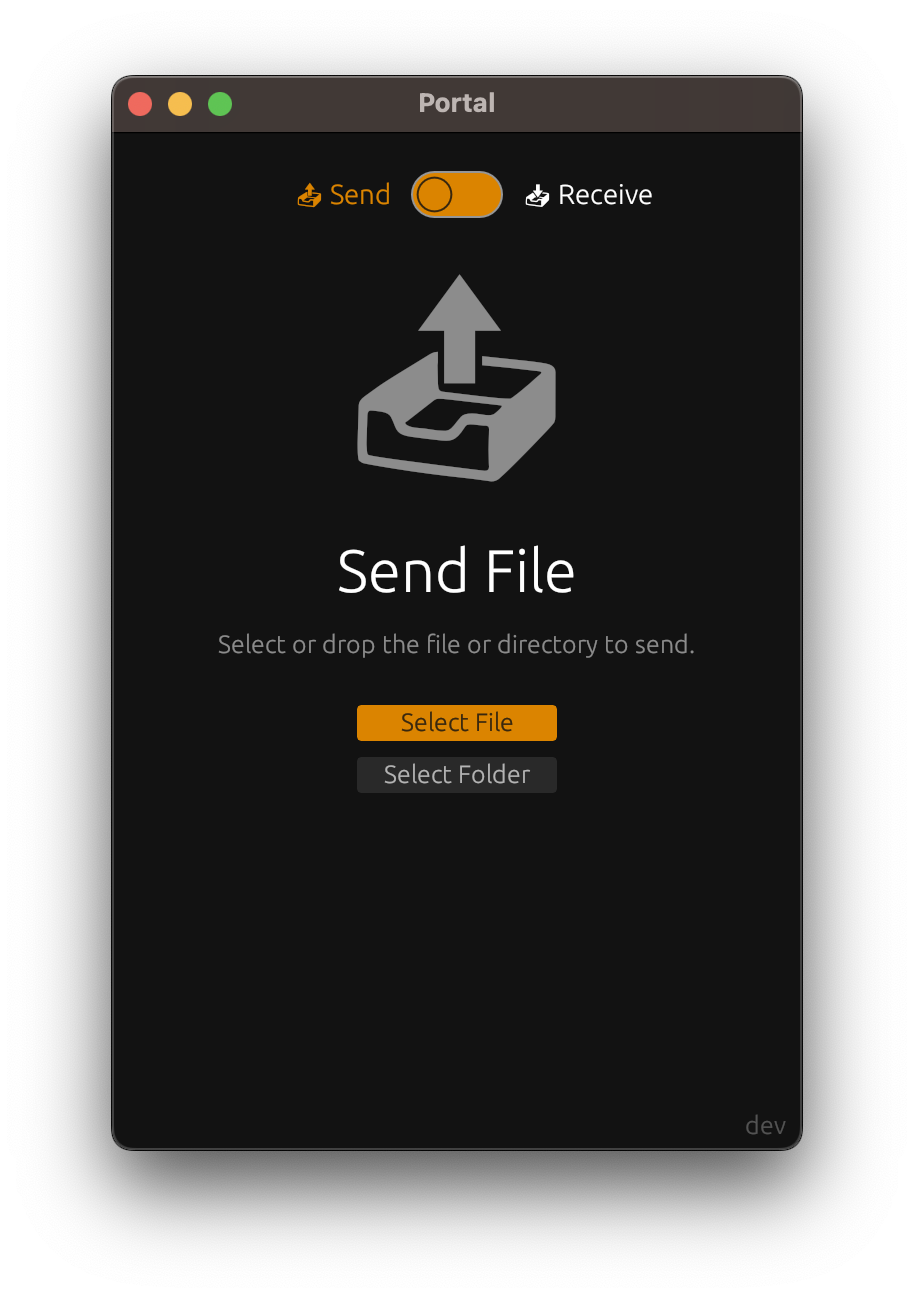 Portal
Send Receive
Send File
Select or drop the file or directory to send.
Select File
Select Folder
dev